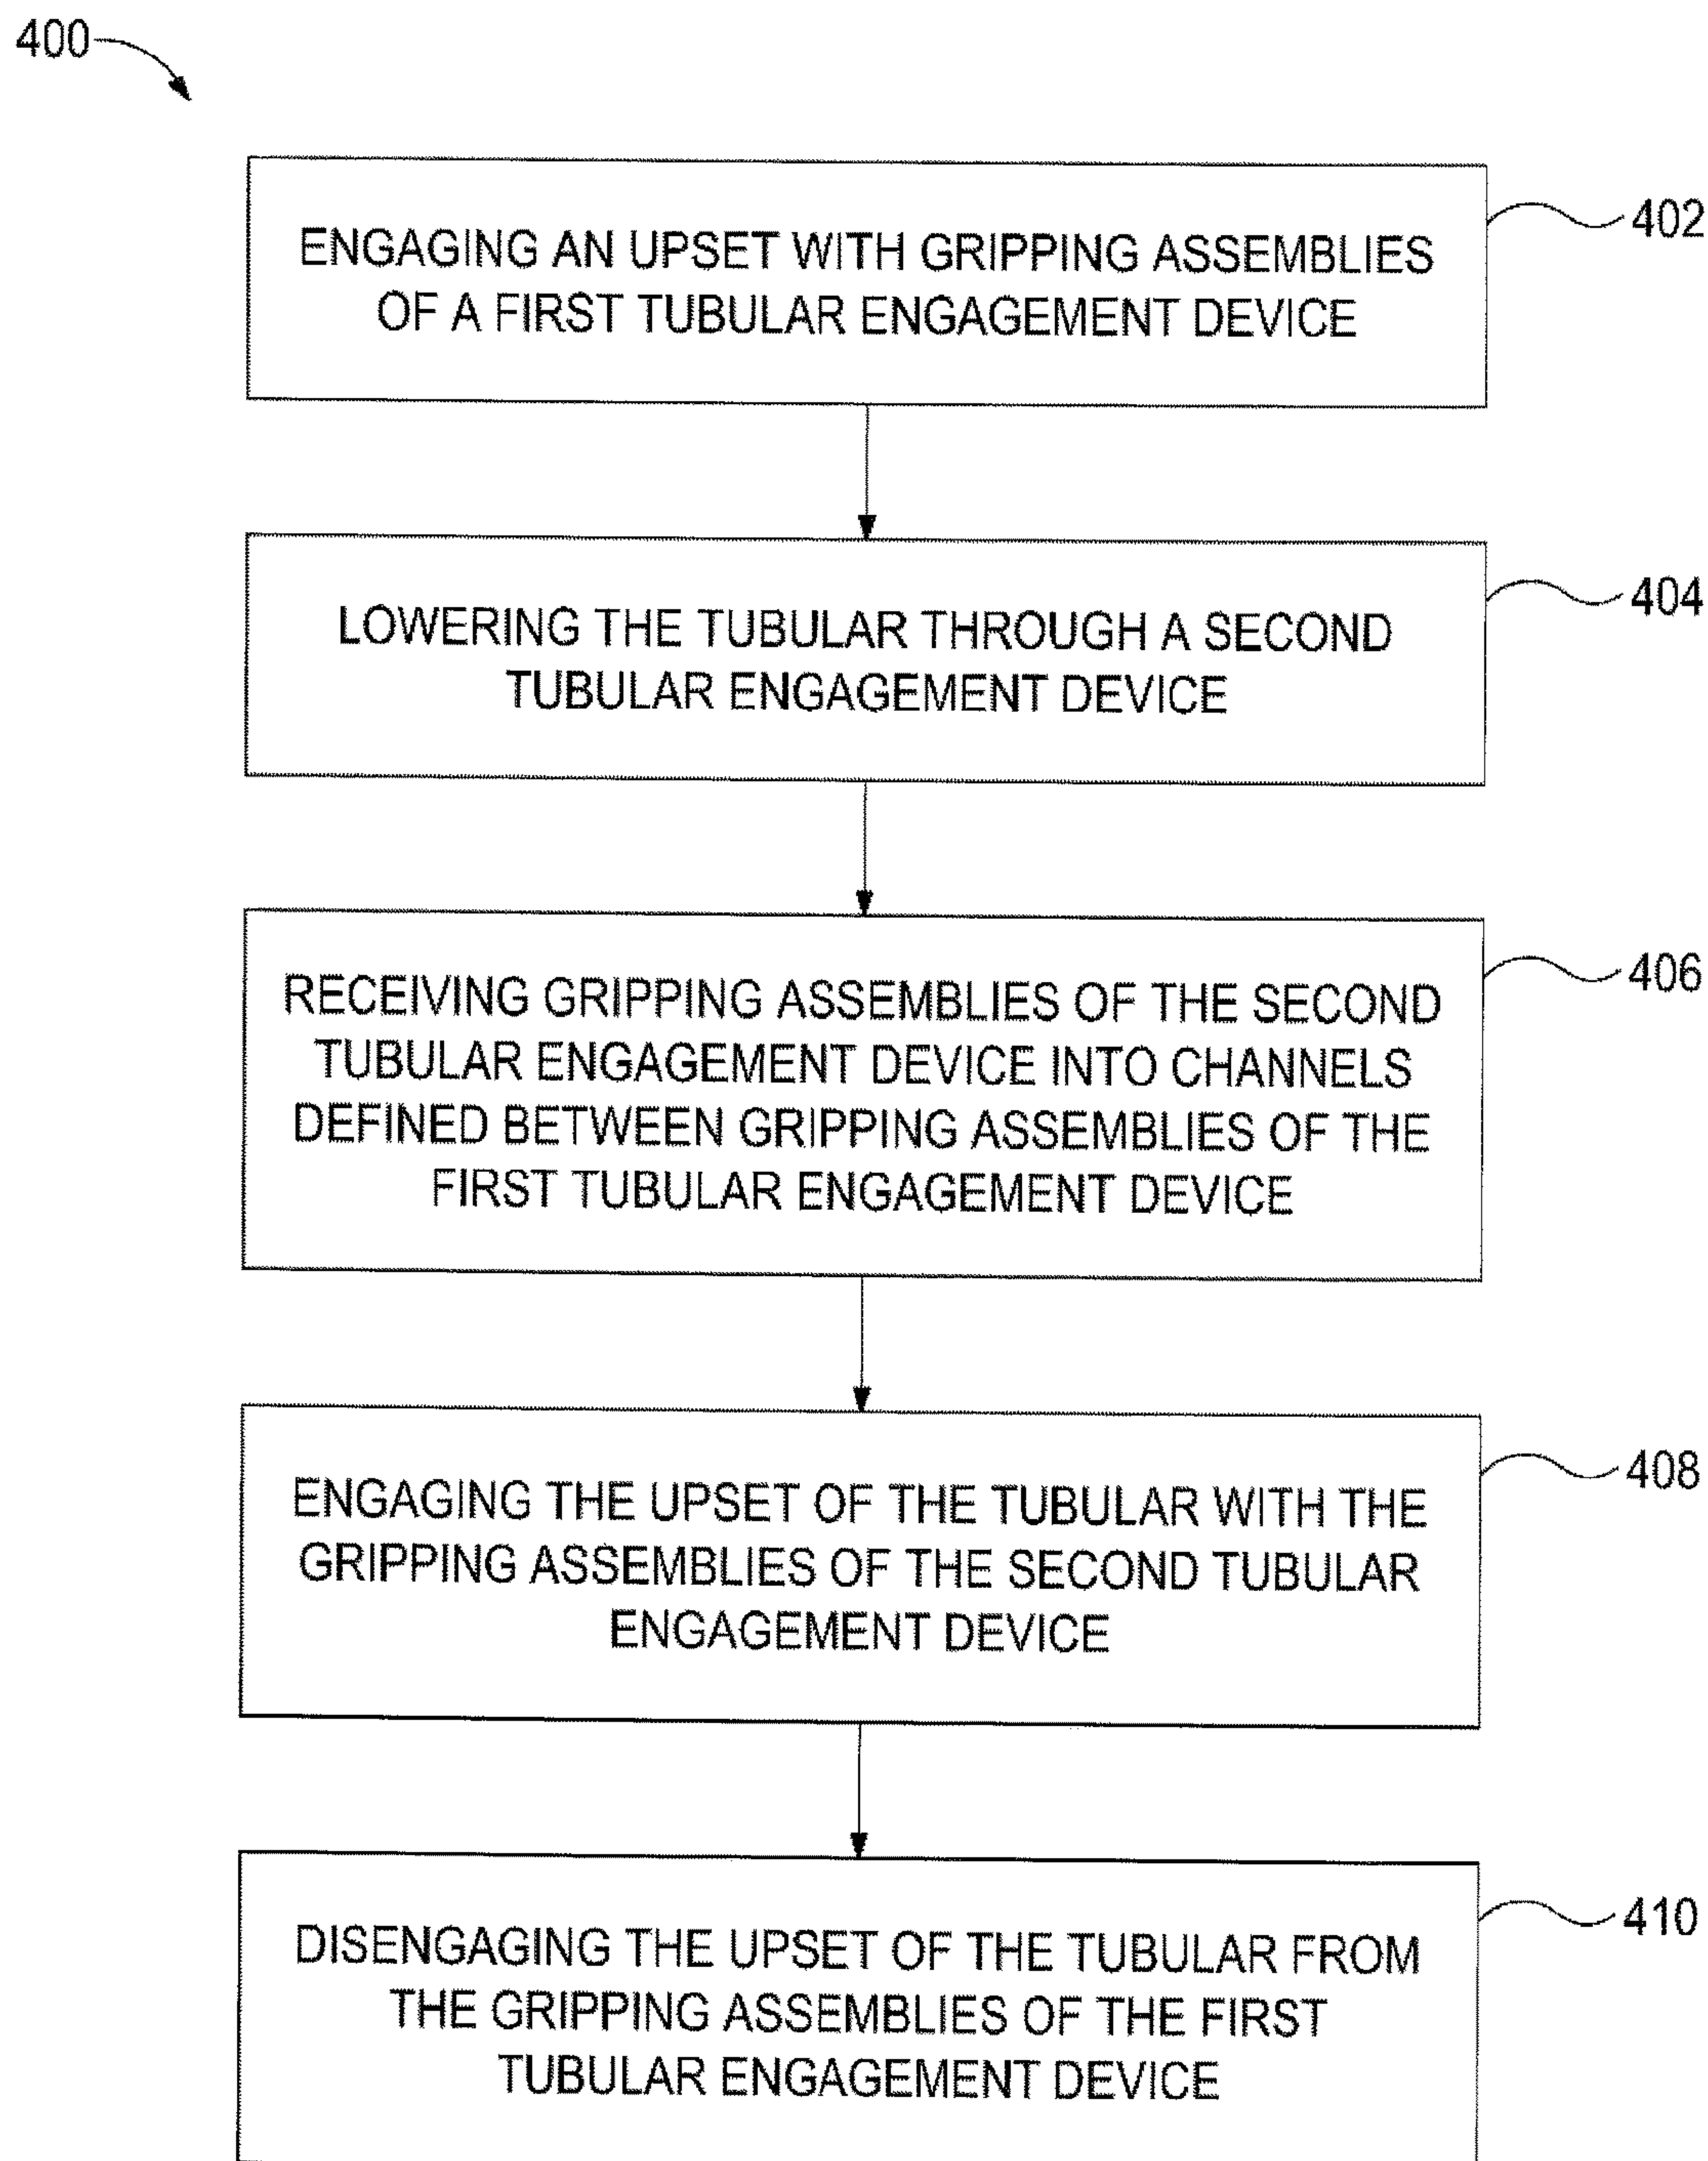 400
ENGAGING AN UPSET WITH GRIPPING ASSEMBLIES
OF A FIRST TUBULAR ENGAGEMENT DEVICE
402
LOWERING THE TUBULAR THROUGH A SECOND
TUBULAR ENGAGEMENT DEVICE
404
RECEIVING GRIPPING ASSEMBLIES OF THE SECOND
TUBULAR ENGAGEMENT DEVICE INTO CHANNELS
DEFINED BETWEEN GRIPPING ASSEMBLIES OF THE
FIRST TUBULAR ENGAGEMENT DEVICE
406
ENGAGING THE UPSET OF THE TUBULAR WITH THE
GRIPPING ASSEMBLIES OF THE SECOND TUBULAR
ENGAGEMENT DEVICE
408
DISENGAGING THE UPSET OF THE TUBULAR FROM
THE GRIPPING ASSEMBLIES OF THE FIRST
TUBULAR ENGAGEMENT DEVICE
410